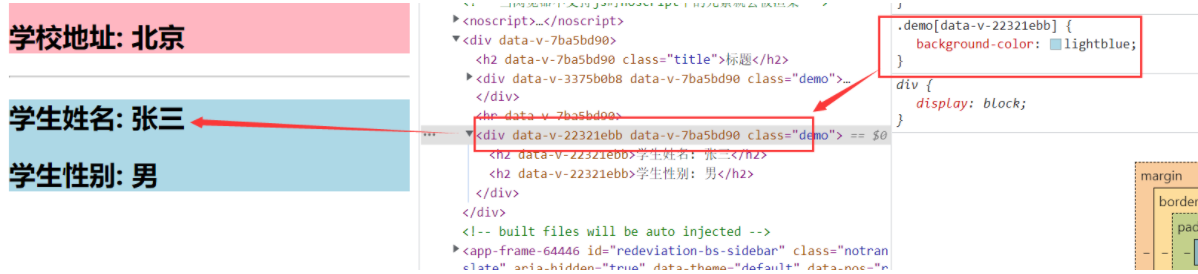 学校地址: 北京
学生姓名: 张三
学生性别: 男
<noscript>…</noscript>
<div data-v-7ba5bd90>
<h2 data-v-7ba5bd90 class="title">标题</h2>
<div data-v-3375b0b8 data-v-7ba5bd90 class="demo">…
</div>
<hr data-v-7ba5bd90>
<div data-v-22321ebb data-v-7ba5bd90 class="demo"> == $0
<h2 data-v-22321ebb>学生姓名: 张三</h2>
<h2 data-v-22321ebb>学生性别: 男</h2>
</div>
</div>
<!-- built files will be auto injected -->
<app-frame-64446 id="redeviation-bs-sidebar" class="notran
slate" aria-hidden="true" data-theme="default" data-pos="r
}
.demo[data-v-22321ebb] {
background-color: lightblue;
}
div {
display: block;
}
margin
border
pad